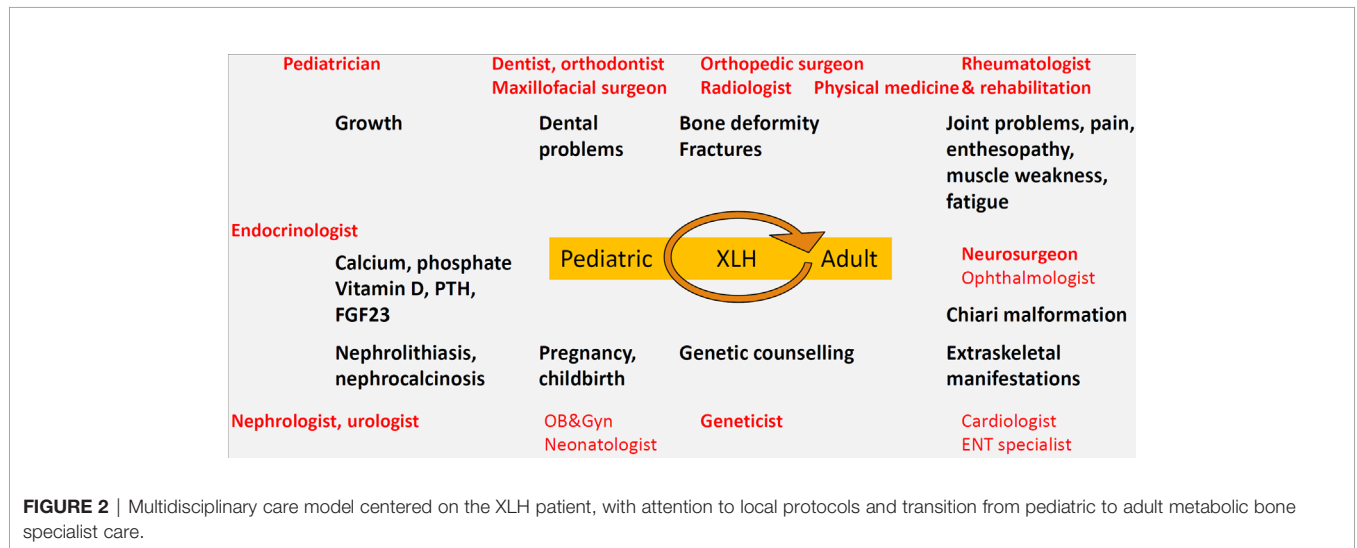 Pediatrician
Dentist, orthodontist
Maxillofacial surgeon
Orthopedic surgeon
Radiologist
Physical medicine & rehabilitation
Rheumatologist
Growth
Dental
problems
Bone deformity
Fractures
Joint problems, pain,
enthesopathy,
muscle weakness,
fatigue
Endocrinologist
Calcium, phosphate
Vitamin D, PTH,
FGF23
Pediatric
XLH
Adult
Neurosurgeon
Ophthalmologist
Chiari malformation
Nephrolithiasis,
nephrocalcinosis
Pregnancy,
childbirth
Genetic counselling
Extraskeletal
manifestations
Nephrologist, urologist
OB&Gyn
Neonatologist
Geneticist
Cardiologist
ENT specialist
FIGURE 2 | Multidisciplinary care model centered on the XLH patient, with attention to local protocols and transition from pediatric to adult metabolic bone
specialist care.